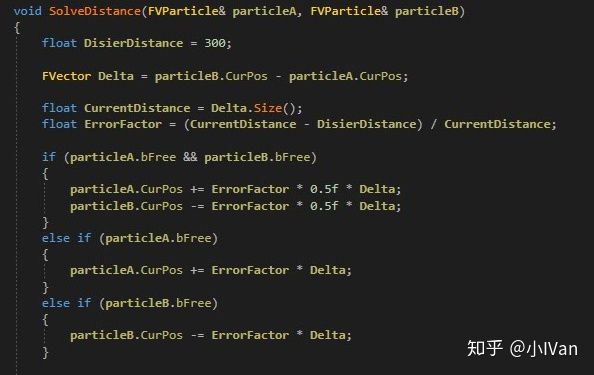 void SolveDistance(FVParticle& particleA, FVParticle& particleB)
{
    float DisierDistance = 300;

    FVector Delta = particleB.CurPos - particleA.CurPos;

    float CurrentDistance = Delta.Size();
    float ErrorFactor = (CurrentDistance - DisierDistance) / CurrentDistance;

    if (particleA.bFree && particleB.bFree)
    {
        particleA.CurPos += ErrorFactor * 0.5f * Delta;
        particleB.CurPos -= ErrorFactor * 0.5f * Delta;
    }
    else if (particleA.bFree)
    {
        particleA.CurPos += ErrorFactor * Delta;
    }
    else if (particleB.bFree)
    {
        particleB.CurPos -= ErrorFactor * Delta;
    }
知乎 @小IVan